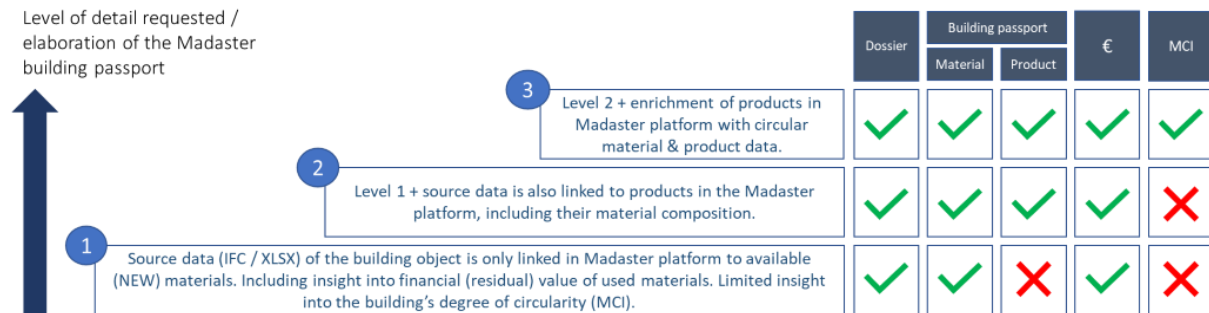 Level of detail requested /
elaboration of the Madaster
building passport
Dossier
Building passport
€
MCI
Material
Product
3
Level 2 + enrichment of products in
Madaster platform with circular
material & product data.
2
Level 1 + source data is also linked to products in the Madaster
platform, including their material composition.
1
Source data (IFC / XLSX) of the building object is only linked in Madaster platform to available
(NEW) materials. Including insight into financial (residual) value of used materials. Limited insight
into the building’s degree of circularity (MCI).